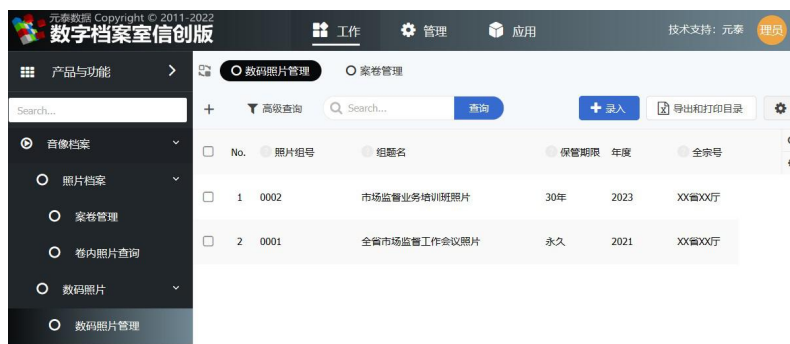 元泰数据 Copyright © 2011-2022
数字档案室信创版
工作 管理 应用 技术支持：元泰 理员
产品与功能
数码照片管理 案卷管理
Search...
高级查询 Search... 查询 录入 导出和打印目录
音像档案
No. 照片组号 组题名 保管期限 年度 全宗号
照片档案
1 0002 市场监督业务培训班照片 30年 2023 XX省XX厅
案卷管理
2 0001 全省市场监督工作会议照片 永久 2021 XX省XX厅
卷内照片查询
数码照片
数码照片管理